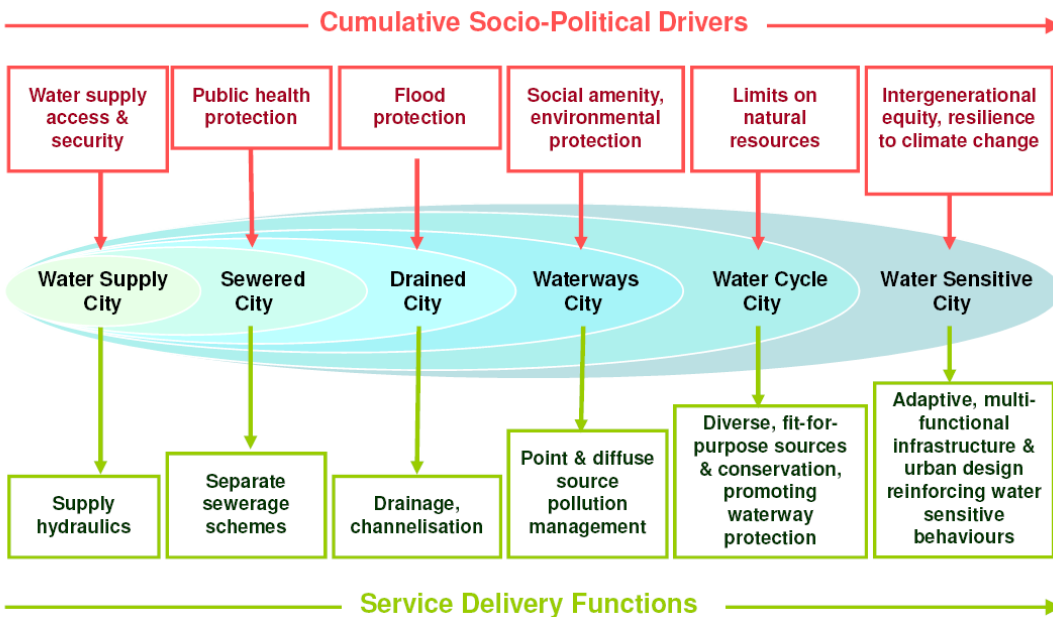 Cumulative Socio-Political Drivers
Water supply
access &
security
Public health
protection
Flood
protection
Social amenity,
environmental
protection
Limits on
natural
resources
Intergenerational
equity, resilience
to climate change
Water Supply
City
Sewered
City
Drained
City
Waterways
City
Water Cycle
City
Water Sensitive
City
Supply
hydraulics
Separate
sewerage
schemes
Drainage,
channelisation
Point & diffuse
source
pollution
management
Diverse, fit-for-
purpose sources
& conservation,
promoting
waterway
protection
Adaptive, multi-
functional
infrastructure &
urban design
reinforcing water
sensitive
behaviours
Service Delivery Functions